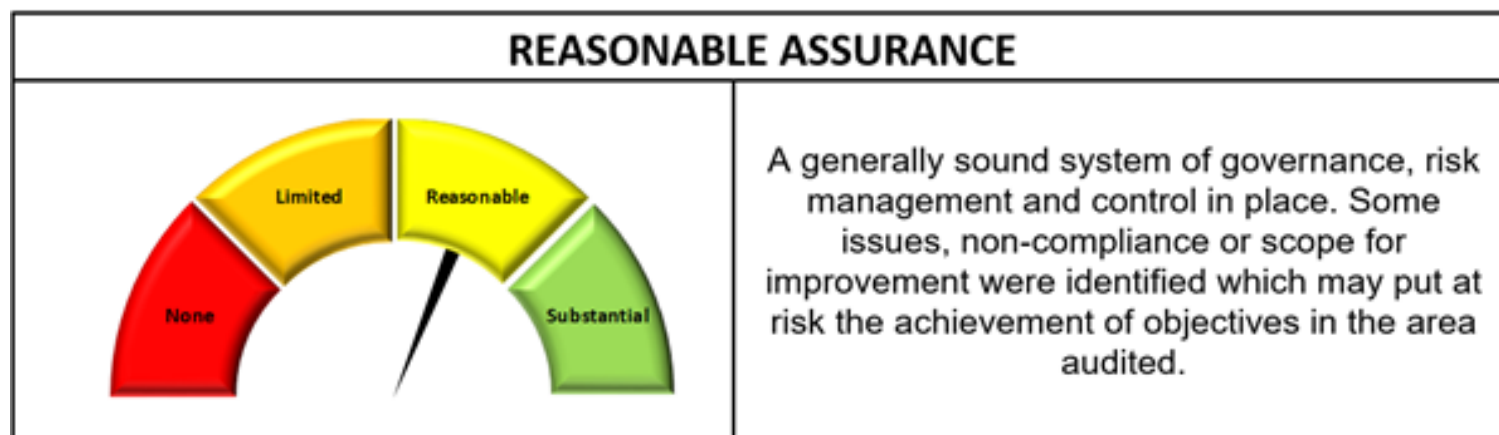 REASONABLE ASSURANCE
Limited
Reasonable
None
Substantial
A generally sound system of governance, risk
management and control in place. Some
issues, non-compliance or scope for
improvement were identified which may put at
risk the achievement of objectives in the area
audited.